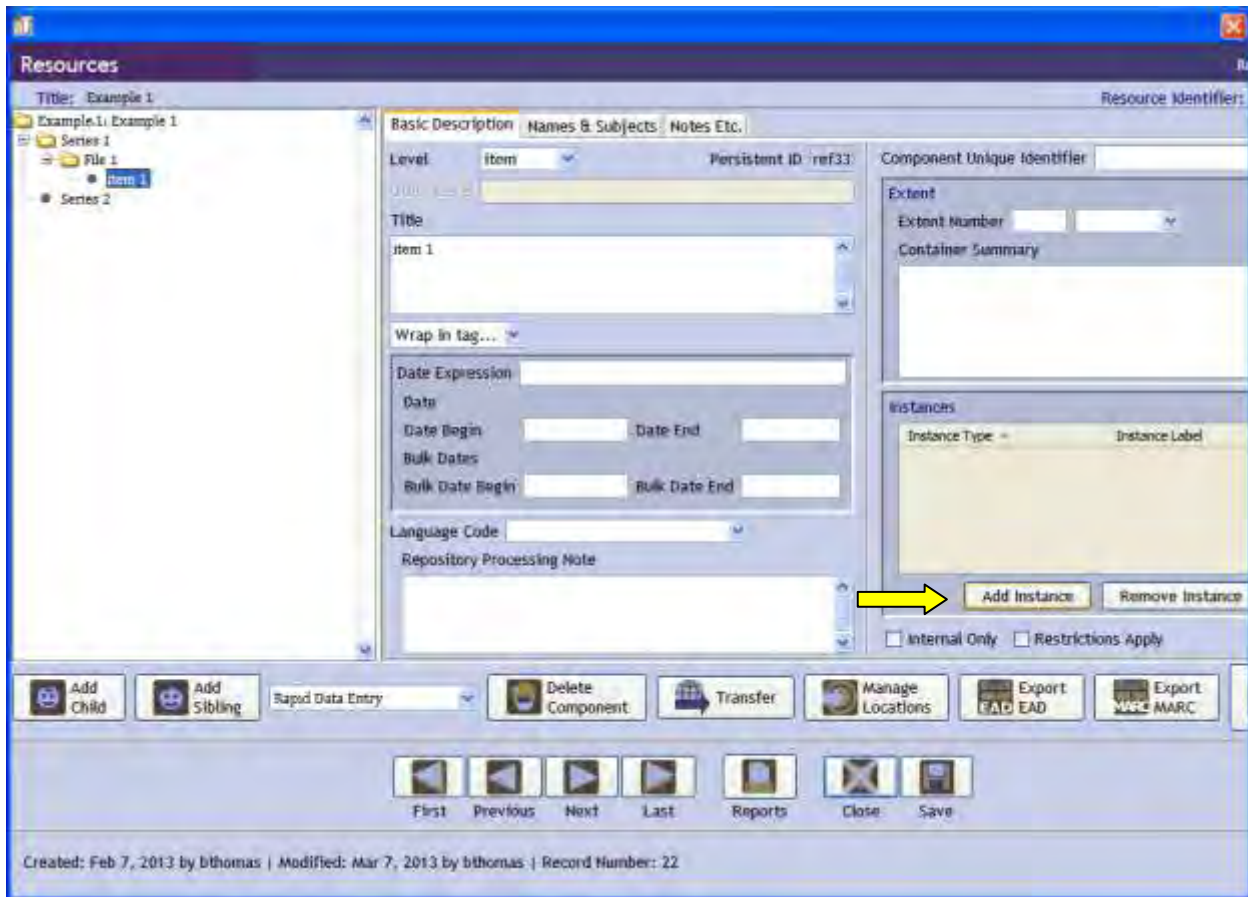 Resources
Title: Example 1
Resource Identifier:
Example.1: Example 1
Series 1
File 1
item 1
Series 2
Basic Description Names & Subjects Notes Etc.
Level item Persistent ID ref33
Title
item 1
Wrap in tag...
Date Expression
Date
Date Begin Date End
Bulk Dates
Bulk Date Begin Bulk Date End
Language Code
Repository Processing Note
Component Unique Identifier
Extent
Extent Number
Container Summary
Instances
Instance Type Instance Label
Add Instance Remove Instance
Internal Only Restrictions Apply
Add Child
Add Sibling
Rapid Data Entry
Delete Component
Transfer
Manage Locations
EAD Export EAD
MARC Export MARC
First Previous Next Last Reports Close Save
Created: Feb 7, 2013 by bthomas | Modified: Mar 7, 2013 by bthomas | Record Number: 22